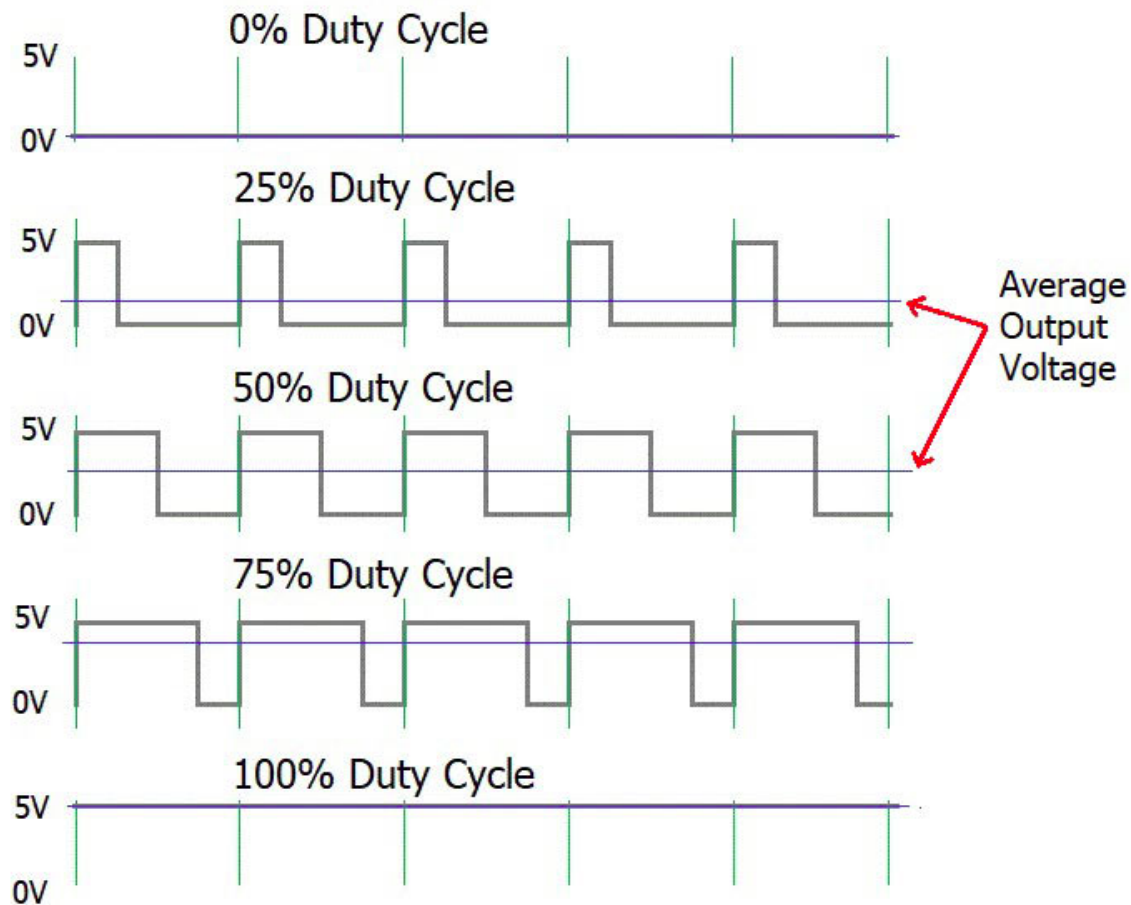 0% Duty Cycle
5V
0V
25% Duty Cycle
5V
0V
Average
Output
Voltage
50% Duty Cycle
5V
0V
75% Duty Cycle
5V
0V
100% Duty Cycle
5V
0V